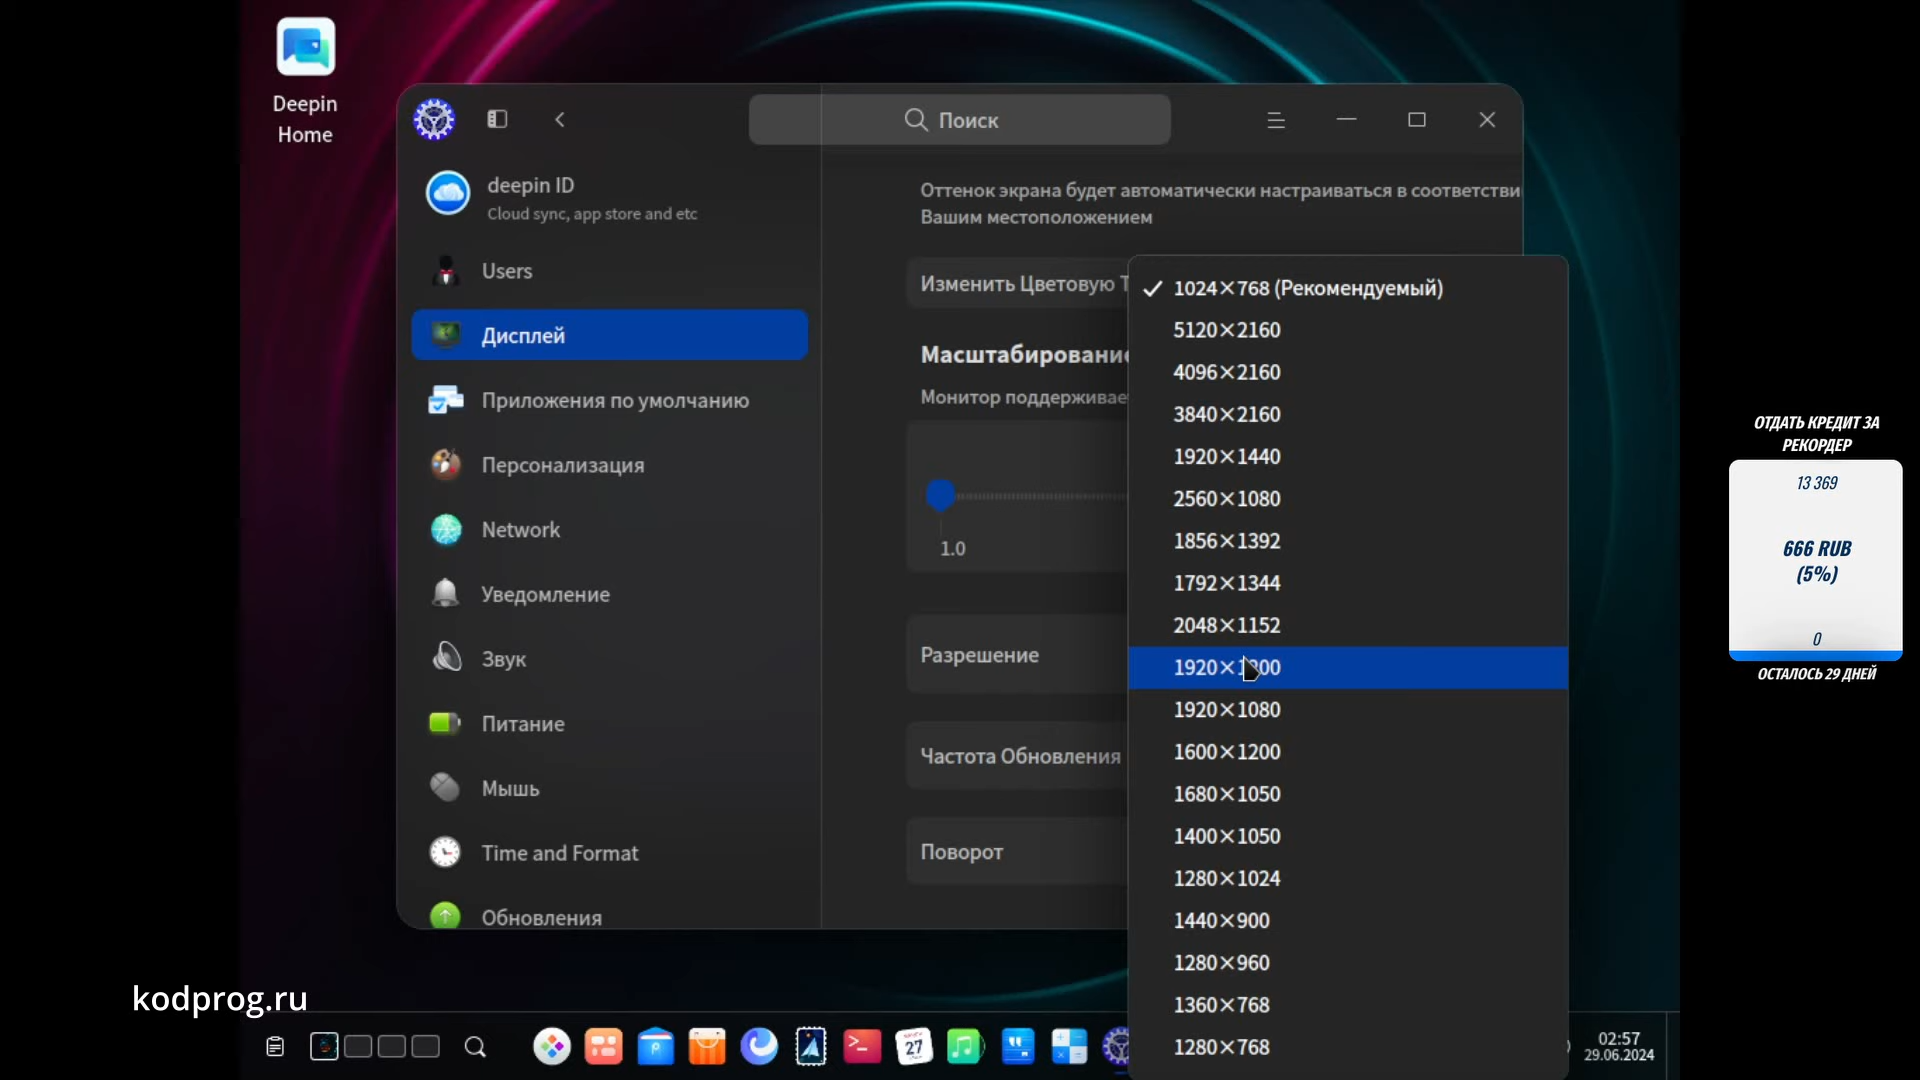 Deepin
Home
Поиск
deepin ID
Cloud sync, app store and etc
Users
Дисплей
Приложения по умолчанию
Персонализация
Network
Уведомление
Звук
Питание
Мышь
Time and Format
Обновления
Оттенок экрана будет автоматически настраиваться в соответстви
Вашим местоположением
Изменить Цветовую Т
Масштабирование
Монитор поддерживае
1.0
Разрешение
Частота Обновления
Поворот
1024×768 (Рекомендуемый)
5120×2160
4096×2160
3840×2160
1920×1440
2560×1080
1856×1392
1792×1344
2048×1152
1920×1200
1920×1080
1600×1200
1680×1050
1400×1050
1280×1024
1440×900
1280×960
1360×768
1280×768
ОТДАТЬ КРЕДИТ ЗА
РЕКОРДЕР
13 369
666 RUB
(5%)
0
ОСТАЛОСЬ 29 ДНЕЙ
kodprog.ru
27
02:57
29.06.2024